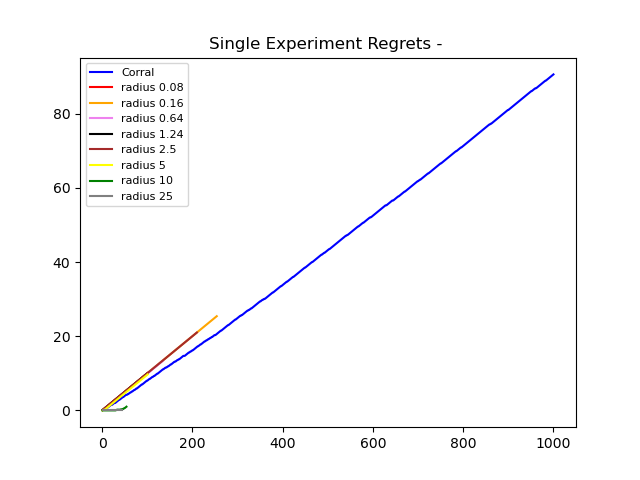 Single Experiment Regrets -
Corral
radius 0.08
radius 0.16
radius 0.64
radius 1.24
radius 2.5
radius 5
radius 10
radius 25
80
60
40
20
0
0 200 400 600 800 1000